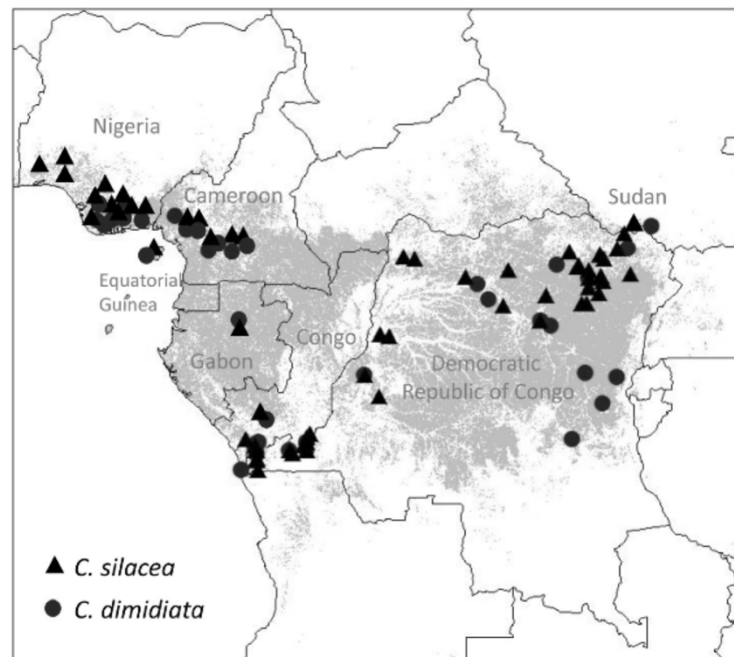 Nigeria
Cameroon
Sudan
Equatorial
Guinea
Congo
Gabon
Democratic
Republic of Congo
C. silacea
C. dimidiata